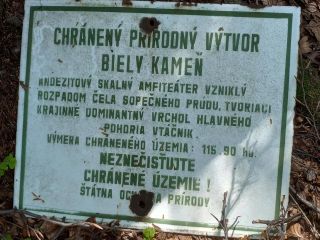 CHRÁNENÝ PRÍRODNÝ VÝTVOR
BIELY KAMEŇ
ANDEZITOVÝ SKALNÝ AMFITEÁTER VZNIKLÝ
ROZPADOM ČELA SOPEČNÉHO PRÚDU, TVORIACI
KRAJINNE DOMINANTNÝ VRCHOL HLAVNÉHO
POHORIA VTÁČNIK.
VÝMERA CHRÁNENÉHO ÚZEMIA: 116,90 HA.
NEZNEČISŤUJTE
CHRÁNENÉ ÚZEMIE!
ŠTÁTNA PRÍRODY